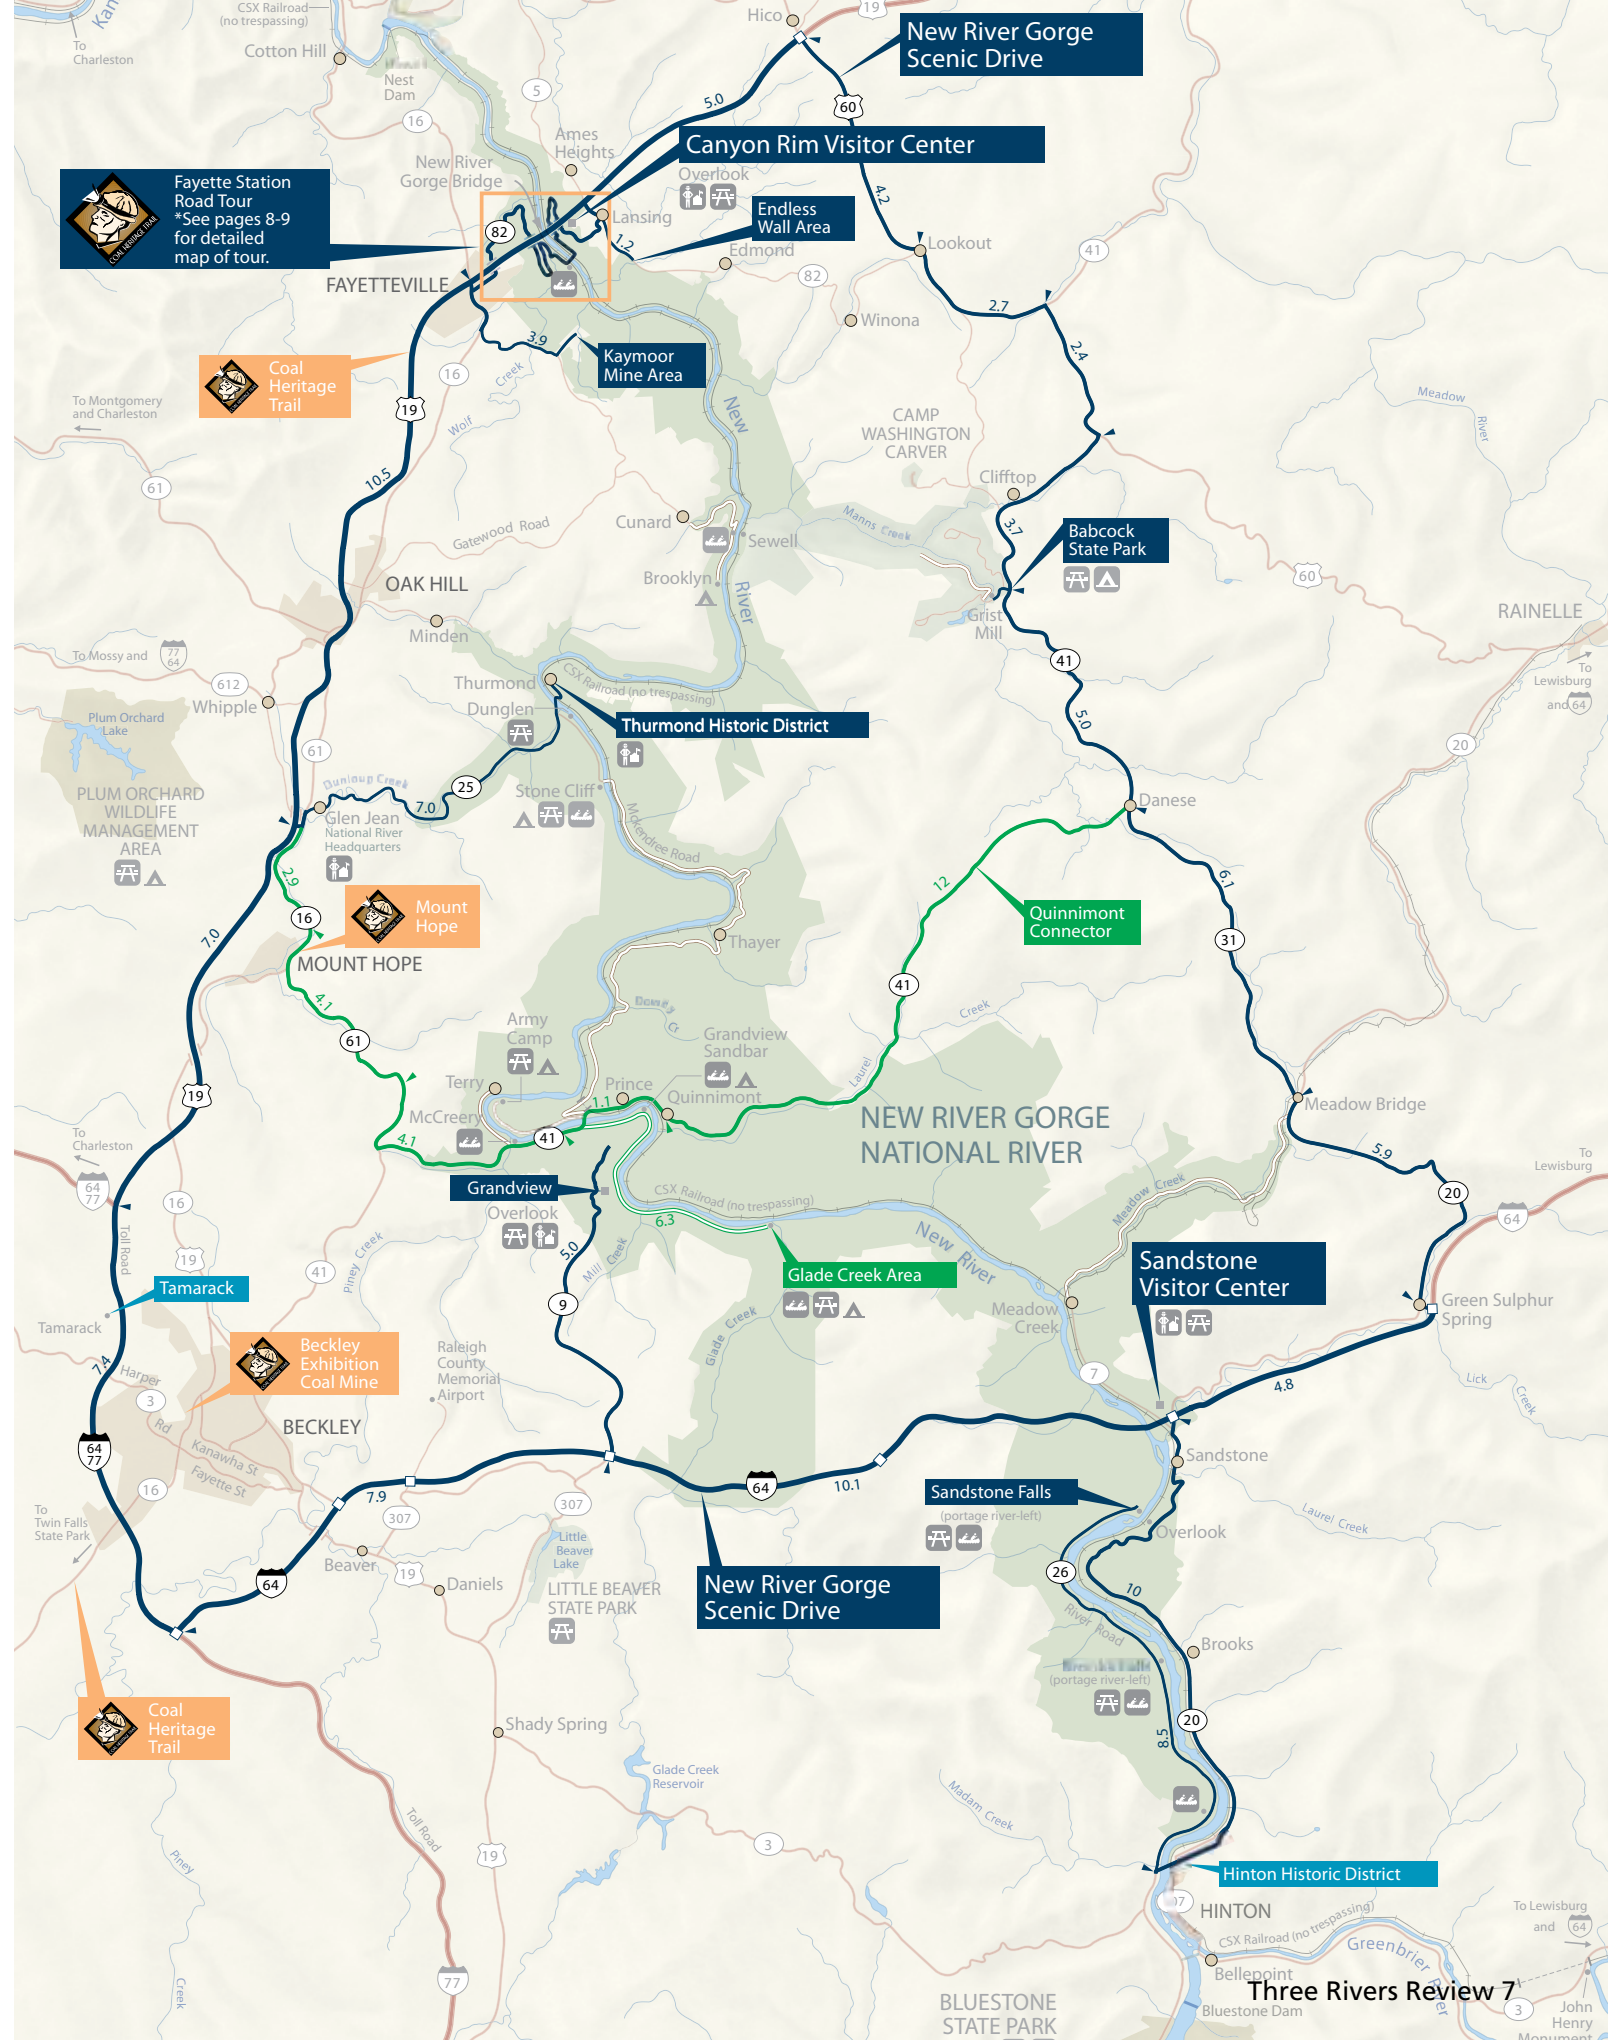 CSX Railroad
(no trespassing)
To
Charleston
Cotton Hill
Nest
Dam
16
5
Hico
19
New River Gorge
Scenic Drive
5.0
60
Ames
Heights
New River
Gorge Bridge
Canyon Rim Visitor Center
Overlook
4.2
Fayette Station
Road Tour
*See pages 8-9
for detailed
map of tour.
COAL HERITAGE TRAIL
82
Lansing
1.2
Endless
Wall Area
Edmond
Lookout
41
82
FAYETTEVILLE
2.7
Winona
3.9
Kaymoor
Mine Area
2.4
Coal
Heritage
Trail
16
Creek
Wolf
19
To Montgomery
and Charleston
New
CAMP
WASHINGTON
CARVER
Meadow
River
61
10.5
Clifftop
Gatewood Road
Cunard
Sewell
Manns Creek
3.7
Babcock
State Park
Brooklyn
River
OAK HILL
60
RAINELLE
Grist
Mill
Minden
To Mossy and
77
64
41
To
Lewisburg
and 64
612
Whipple
Thurmond
CSX Railroad (no trespassing)
Dunglen
Thurmond Historic District
5.0
Plum Orchard
Lake
61
20
PLUM ORCHARD
WILDLIFE
MANAGEMENT
AREA
25
7.0
Stone Cliff
Glen Jean
National River
Headquarters
McKendree Road
Danese
2.9
12
6.1
16
Mount
Hope
Quinnimont
Connector
7.0
MOUNT HOPE
Thayer
31
4.1
41
Creek
61
Army
Camp
Grandview
Sandbar
Laurel
Terry
Prince
Quinnimont
19
McCreery
1.1
41
4.1
NEW RIVER GORGE
NATIONAL RIVER
Meadow Bridge
To
Charleston
64
77
5.9
To
Lewisburg
16
Grandview
Overlook
CSX Railroad (no trespassing)
6.3
Meadow Creek
20
64
Toll Road
19
41
Piney Creek
5.0
Mill Creek
New River
Glade Creek Area
Sandstone
Visitor Center
Tamarack
Tamarack
9
Meadow
Creek
Green Sulphur
Spring
Glade Creek
Beckley
Exhibition
Coal Mine
Raleigh
County
Memorial
Airport
7.4
Harper
3
Rd
7
4.8
Lick
Creek
BECKLEY
64
77
Kanawha St
Fayette St
16
Sandstone
7.9
64
10.1
Sandstone Falls
(portage river-left)
To
Twin Falls
State Park
307
307
Overlook
Laurel Creek
Beaver
19
Little
Beaver
Lake
64
Daniels
LITTLE BEAVER
STATE PARK
New River Gorge
Scenic Drive
26
10
River Road
Brooks
(portage river-left)
Coal
Heritage
Trail
Shady Spring
20
8.5
Glade Creek
Reservoir
Madam Creek
Toll Road
19
3
Piney
Hinton Historic District
HINTON
To Lewisburg
and 64
CSX Railroad (no trespassing)
Greenbrier River
77
Creek
Bellepoint
Three Rivers Review 7
BLUESTONE
STATE PARK
Bluestone Dam
3
John
Henry
Monument